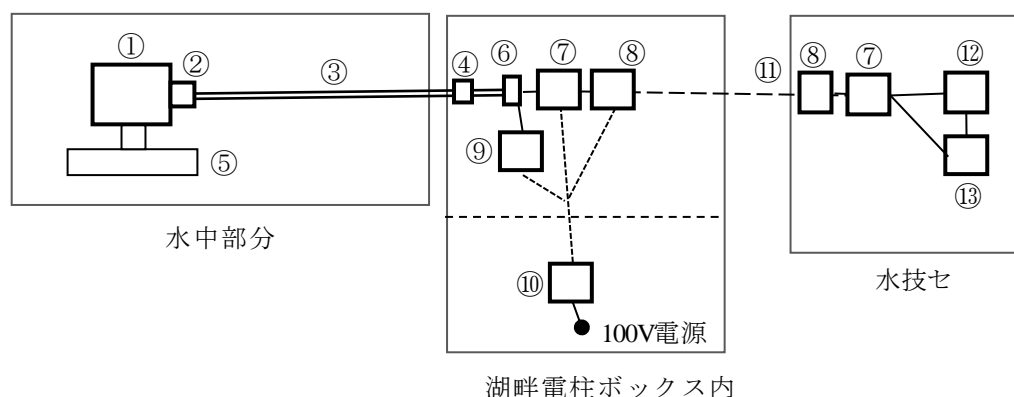 ① ② ③ ④ ⑥ ⑦ ⑧ ⑪ ⑧ ⑦ ⑫
⑤ ⑨ ⑬
水中部分
⑩
100V電源
水技セ
湖畔電柱ボックス内